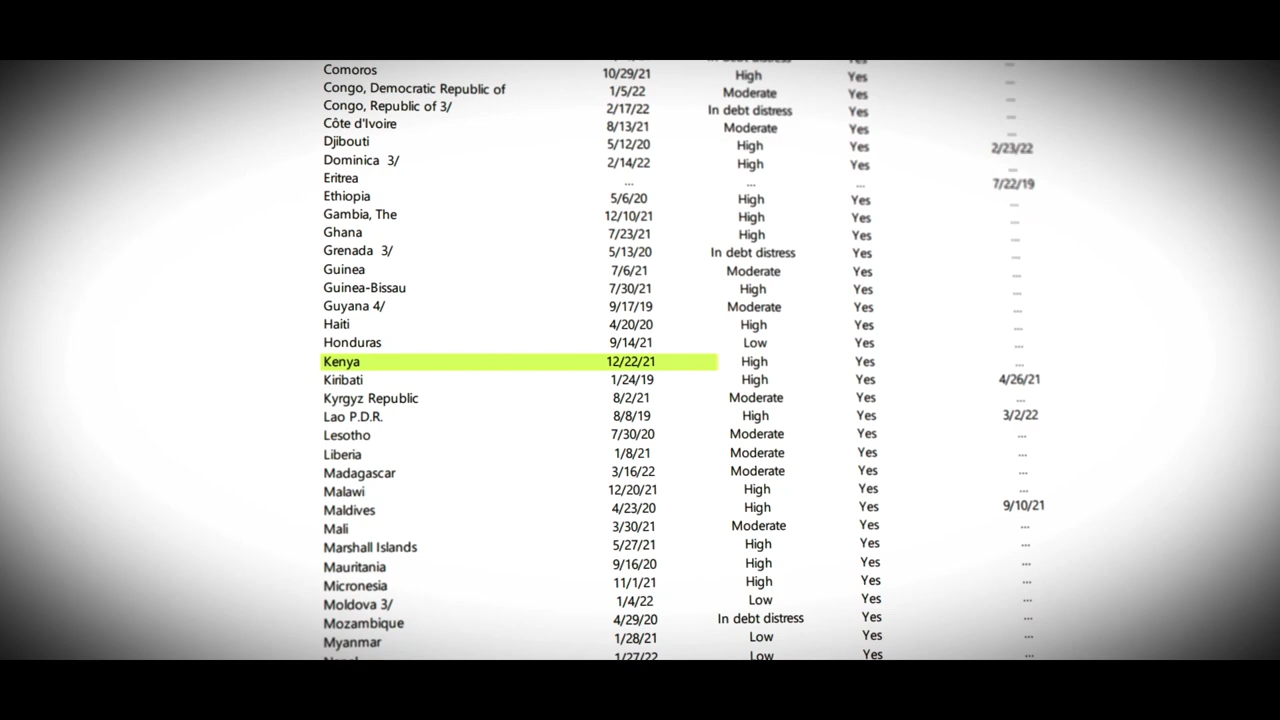 Comoros 10/29/21 High Yes ...
Congo, Democratic Republic of 1/5/22 Moderate Yes ...
Congo, Republic of 3/ 2/17/22 In debt distress Yes ...
Côte d'Ivoire 8/13/21 Moderate Yes ...
Djibouti 5/12/20 High Yes 2/23/22
Dominica 3/ 2/14/22 High Yes ...
Eritrea ... ... ... 7/22/19
Ethiopia 5/6/20 High Yes ...
Gambia, The 12/10/21 High Yes ...
Ghana 7/23/21 High Yes ...
Grenada 3/ 5/13/20 In debt distress Yes ...
Guinea 7/6/21 Moderate Yes ...
Guinea-Bissau 7/30/21 High Yes ...
Guyana 4/ 9/17/19 Moderate Yes ...
Haiti 4/20/20 High Yes ...
Honduras 9/14/21 Low Yes ...
Kenya 12/22/21 High Yes ...
Kiribati 1/24/19 High Yes 4/26/21
Kyrgyz Republic 8/2/21 Moderate Yes ...
Lao P.D.R. 8/8/19 High Yes 3/2/22
Lesotho 7/30/20 Moderate Yes ...
Liberia 1/8/21 Moderate Yes ...
Madagascar 3/16/22 Moderate Yes ...
Malawi 12/20/21 High Yes ...
Maldives 4/23/20 High Yes 9/10/21
Mali 3/30/21 Moderate Yes ...
Marshall Islands 5/27/21 High Yes ...
Mauritania 9/16/20 High Yes ...
Micronesia 11/1/21 High Yes ...
Moldova 3/ 1/4/22 Low Yes ...
Mozambique 4/29/20 In debt distress Yes ...
Myanmar 1/28/21 Low Yes ...
1/27/22 Low Yes ...